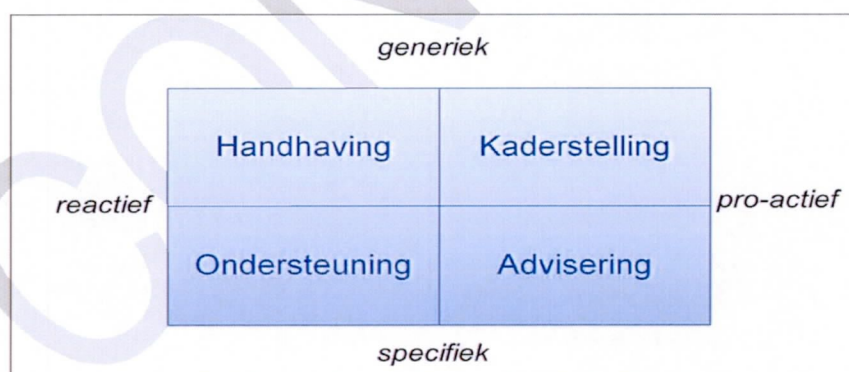 generiek
Handhaving Kaderstelling
reactief pro-actief
Ondersteuning Advisering
specifiek